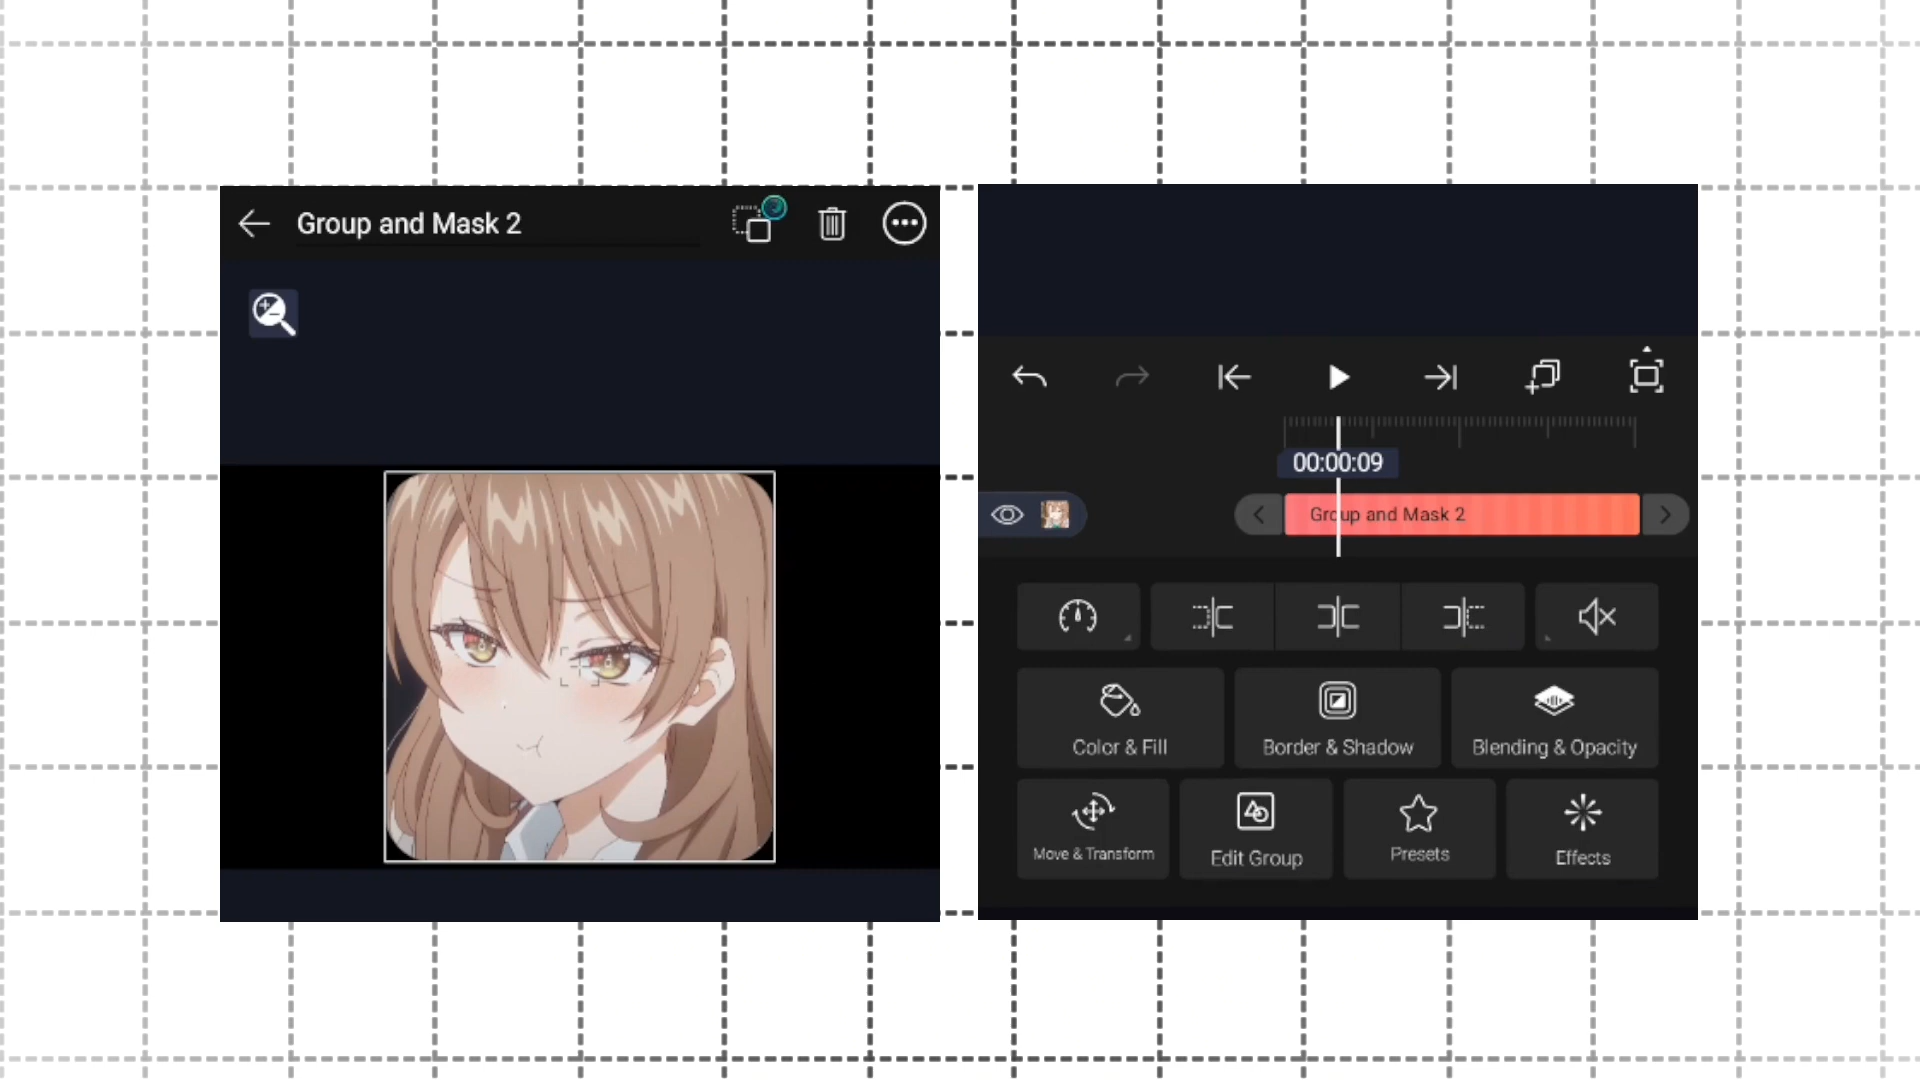 Group and Mask 2
00:00:09
Group and Mask 2
Color & Fill
Border & Shadow
Blending & Opacity
Move & Transform
Edit Group
Presets
Effects